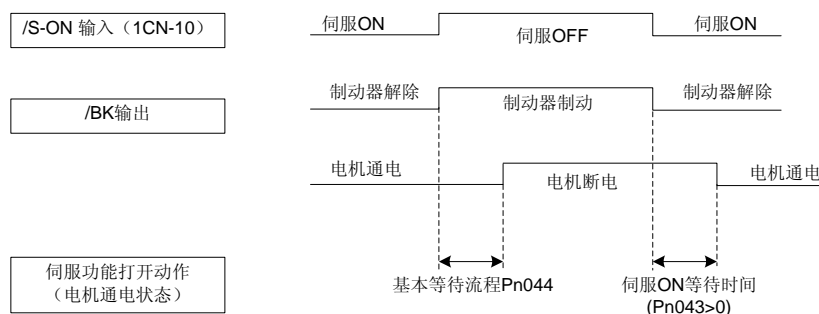 /S-ON 输入（1CN-10）
伺服ON
伺服OFF
伺服ON
/BK输出
制动器解除
制动器制动
制动器解除
电机通电
电机断电
电机通电
伺服功能打开动作
（电机通电状态）
基本等待流程Pn044
伺服ON等待时间
(Pn043>0)